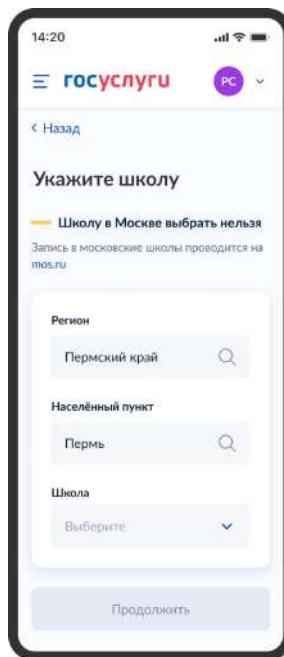 14:20
госуслуги
РС
Назад
Укажите школу
Школу в Москве выбрать нельзя
Запись в московские школы проводится на
mos.ru
Регион
Пермский край
Населённый пункт
Пермь
Школа
Выберите
Продолжить